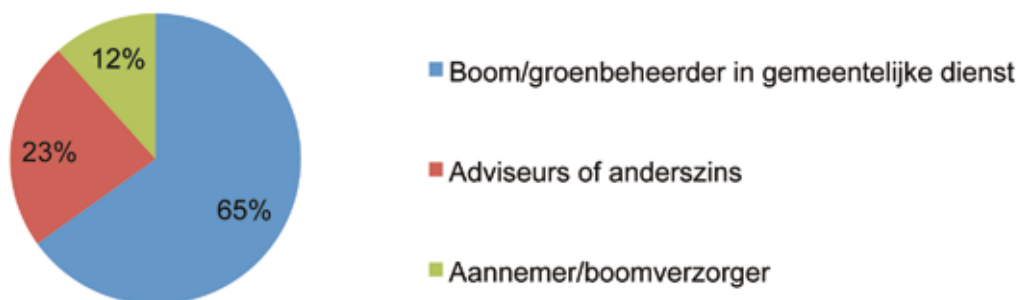 12%
23%
65%
Boom/groenbeheerder in gemeentelijke dienst
Adviseurs of anderszins
Aannemer/boomverzorger